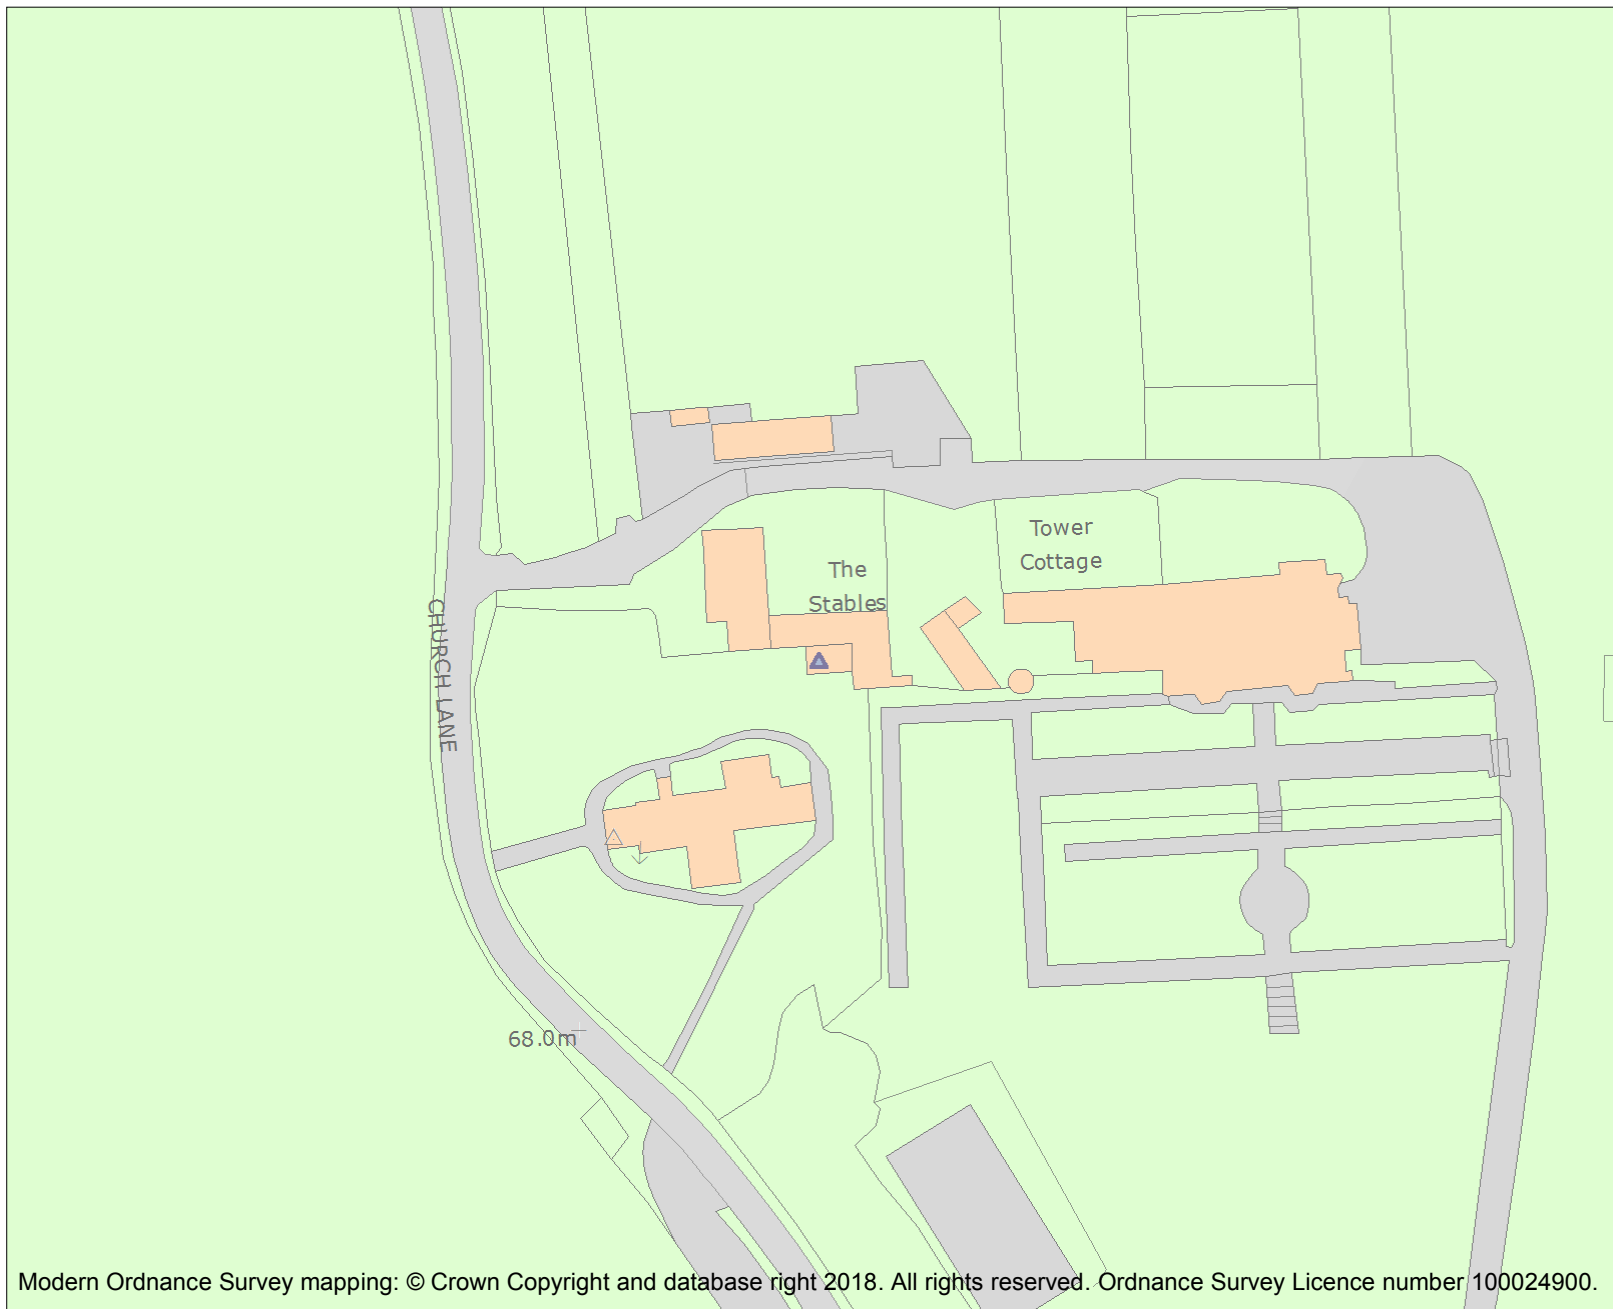 Tower
Cottage
The
Stables
CHURCH LANE
68.0m
Modern Ordnance Survey mapping: © Crown Copyright and database right 2018. All rights reserved. Ordnance Survey Licence number 100024900.